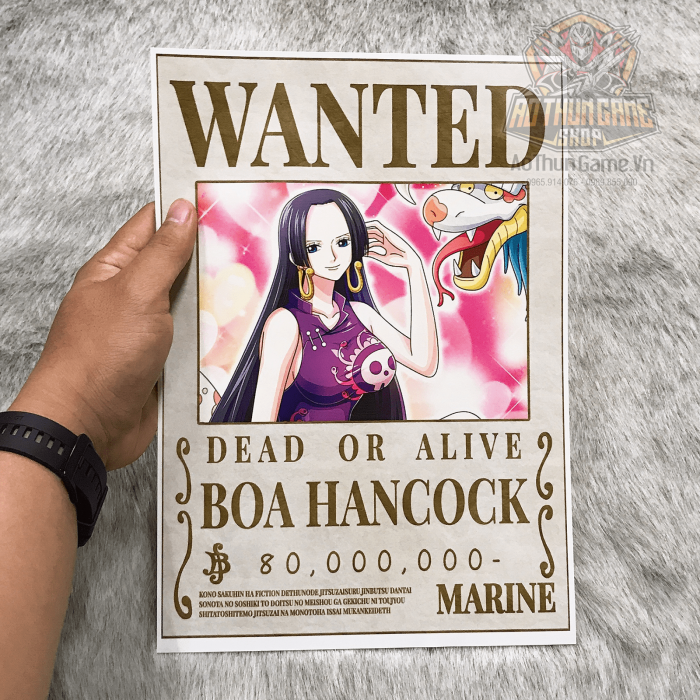 AOTHUNGAME
SHOP
AoThunGame.Vn
WANTED
DEAD OR ALIVE
BOA HANCOCK
80,000,000-
KONO SAKUHIN HA FICTION DETHUNODE JITSUZAISURU JINBUTSU DANTAI
SONOTA NO SOSHIKI TO DOITSU NO MEISHOU GA GEKICHU NI TOUJYOU
SHITATOSHITEMO JITSUZAI NA MONOTOHA ISSAI MUKANKEIDETH
MARINE